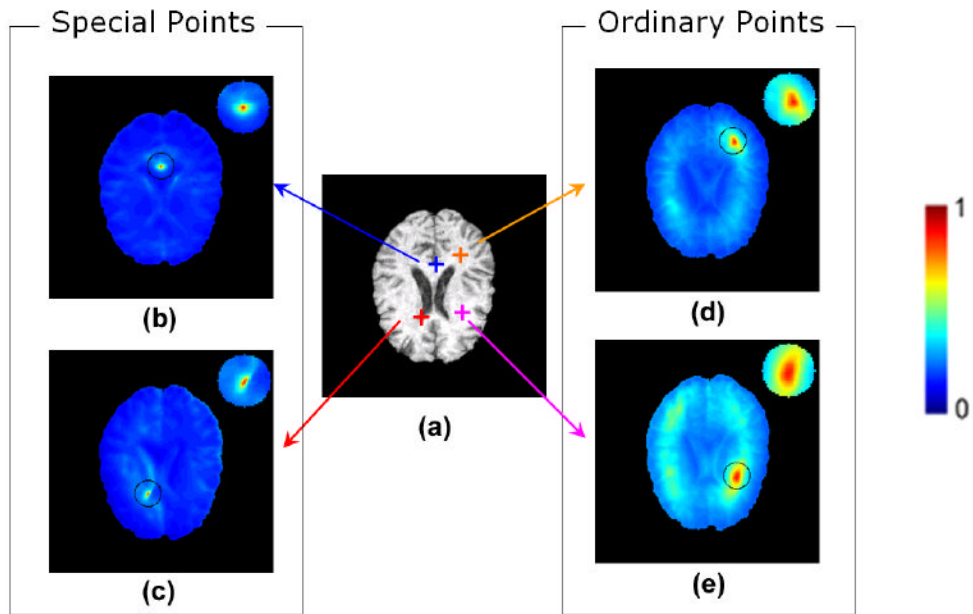 Special Points
Ordinary Points
(b)
(d)
(a)
(c)
(e)
1
0